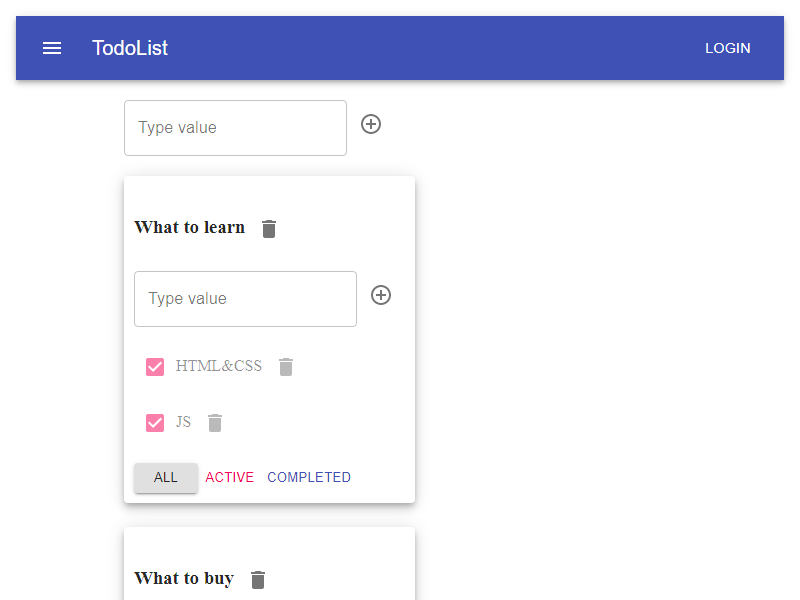 TodoList
LOGIN
Type value
What to learn
Type value
HTML&CSS
JS
ALL ACTIVE COMPLETED
What to buy